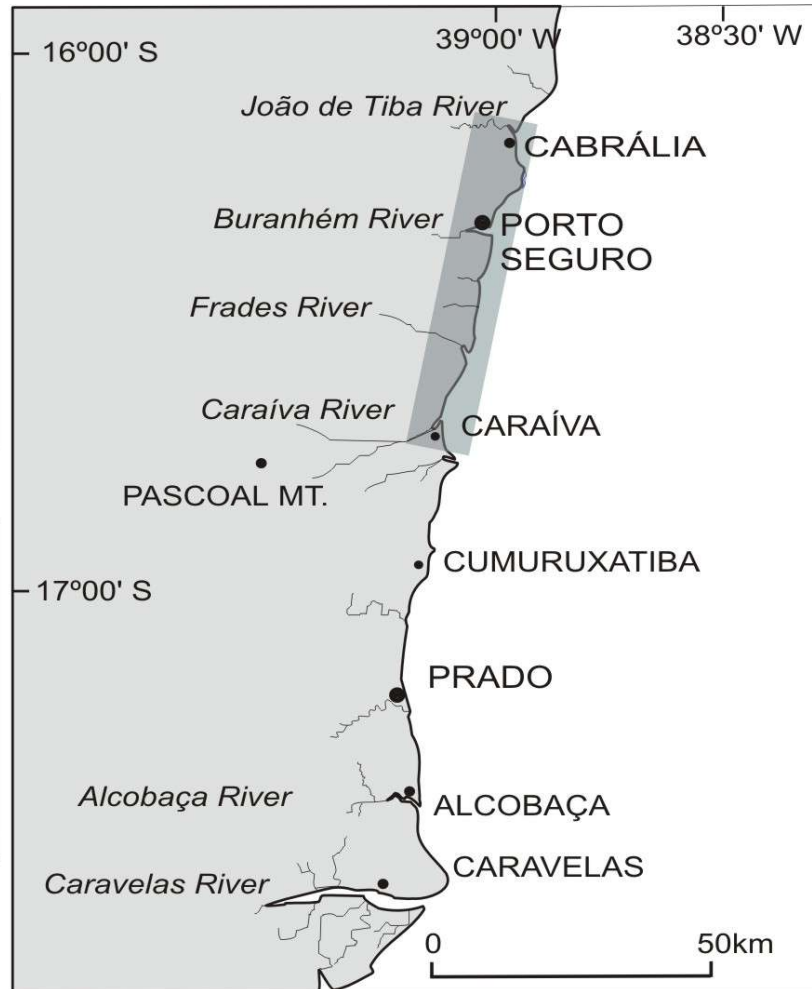 39º00' W
38º30' W
16º00' S
João de Tiba River
CABRÁLIA
Buranhém River
PORTO
SEGURO
Frades River
Caraíva River
CARAÍVA
PASCOAL MT.
CUMURUXATIBA
17º00' S
PRADO
Alcobaça River
ALCOBAÇA
CARAVELAS
Caravelas River
0
50km